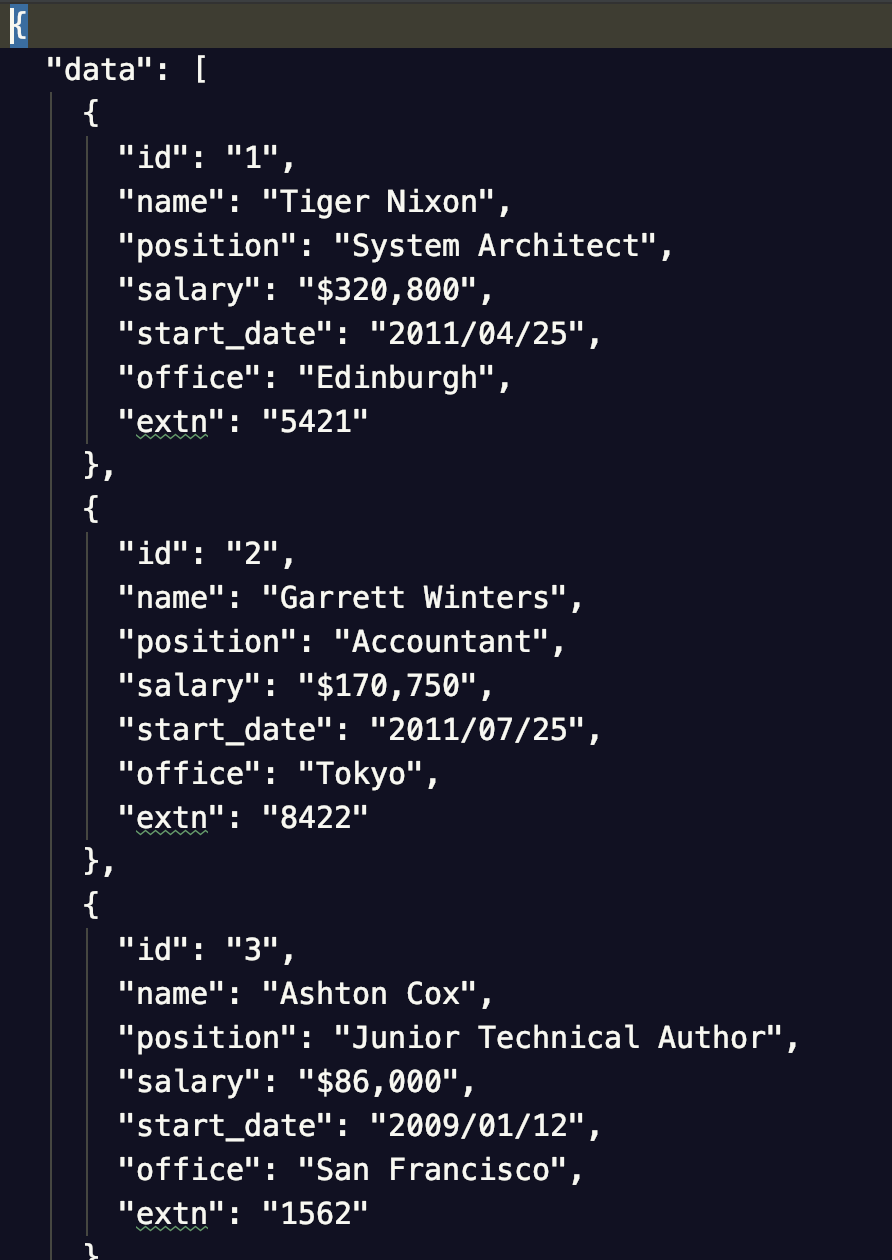 {
  "data": [
    {
      "id": "1",
      "name": "Tiger Nixon",
      "position": "System Architect",
      "salary": "$320,800",
      "start_date": "2011/04/25",
      "office": "Edinburgh",
      "extn": "5421"
    },
    {
      "id": "2",
      "name": "Garrett Winters",
      "position": "Accountant",
      "salary": "$170,750",
      "start_date": "2011/07/25",
      "office": "Tokyo",
      "extn": "8422"
    },
    {
      "id": "3",
      "name": "Ashton Cox",
      "position": "Junior Technical Author",
      "salary": "$86,000",
      "start_date": "2009/01/12",
      "office": "San Francisco",
      "extn": "1562"
    }